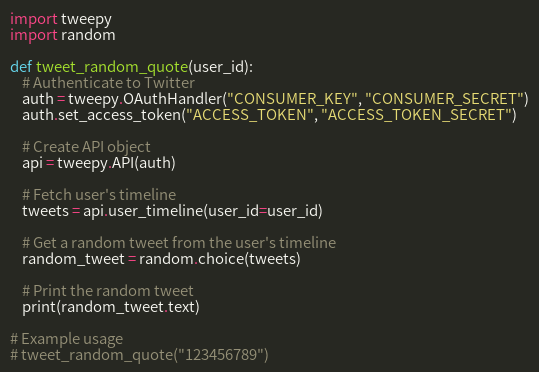 import tweepy
import random
def tweet_random_quote(user_id):
# Authenticate to Twitter
auth = tweepy.OAuthHandler("CONSUMER_KEY", "CONSUMER_SECRET")
auth.set_access_token("ACCESS_TOKEN", "ACCESS_TOKEN_SECRET")
# Create API object
api = tweepy.API(auth)
# Fetch user's timeline
tweets = api.user_timeline(user_id=user_id)
# Get a random tweet from the user's timeline
random_tweet = random.choice(tweets)
# Print the random tweet
print(random_tweet.text)
# Example usage
# tweet_random_quote("123456789")